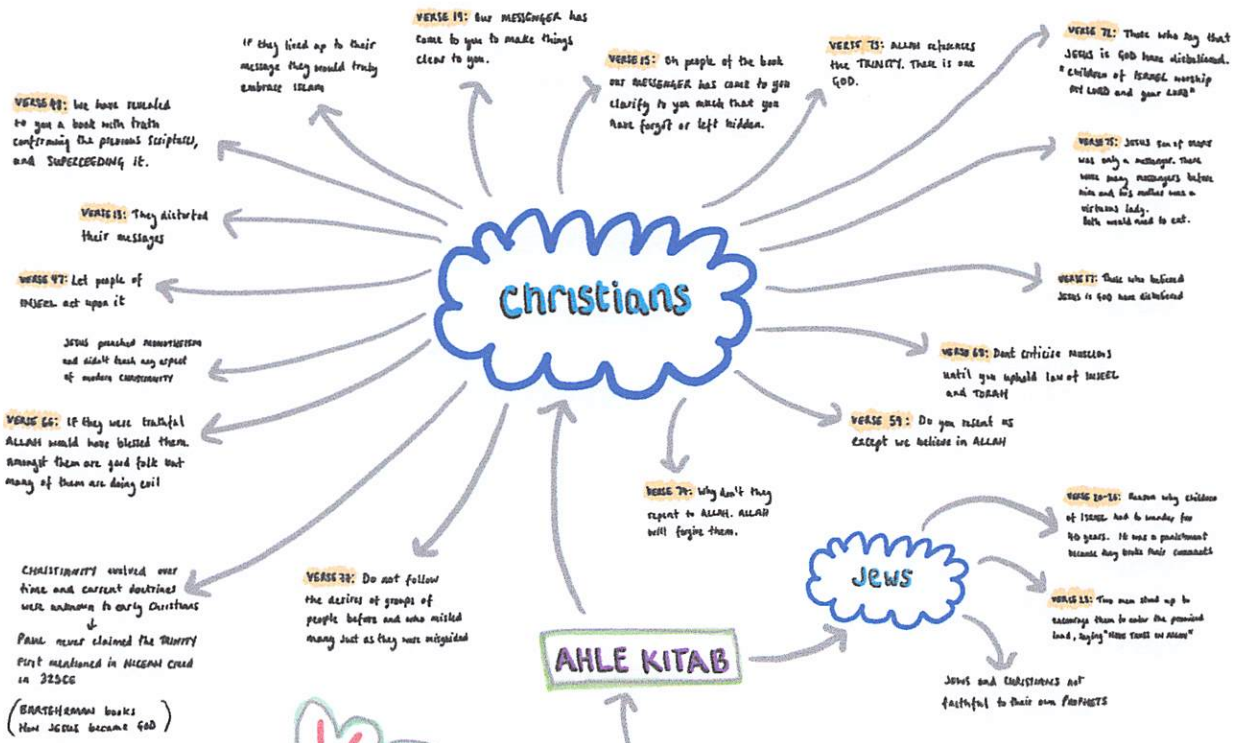 If they lived up to their
message they would truly
embrace ISLAM
VERSE 19: Our MESSENGER has
come to you to make things
clear to you.
VERSE 15: Oh people of the book
our MESSENGER has come to you
clarify to you much that you
have forgot or left hidden.
VERSE 73: ALLAH references
the TRINITY. There is one
GOD.
VERSE 72: Those who say that
JESUS is GOD have disbelieved.
"children of ISRAEL worship
MY LORD and your LORD"
VERSE 48: We have revealed
to you a book with truth
confirming the previous scriptures,
and SUPERCEEDING it.
VERSE 75: JESUS son of MARY
was only a messenger. There
were many messengers before
him and his mother was a
virtuous lady.
Both would need to eat.
VERSE 13: They distorted
their messages
VERSE 47: Let people of
INJEEL act upon it
Christians
VERSE 17: Those who believed
JESUS is GOD have disbelieved
JESUS preached MONOTHEISM
and didn't teach any aspect
of modern CHRISTIANITY
VERSE 68: Dont criticise MUSLIMS
until you uphold law of INJEEL
and TORAH
VERSE 66: If they were truthful
ALLAH would have blessed them.
Amongst them are good folk but
many of them are doing evil
VERSE 59: Do you resent us
except we believe in ALLAH
VERSE 74: Why don't they
repent to ALLAH. ALLAH
will forgive them.
CHRISTIANITY evolved over
time and current doctrines
were unknown to early Christians
↓
PAUL never claimed the TRINITY
First mentioned in NICEAN Creed
in 325CE
(BARTEHRMAN books
How JESUS became GOD)
VERSE 77: Do not follow
the desires of groups of
people before and who misled
many just as they were misguided
AHLE KITAB
Jews
VERSE 20-26: Reason why children
of ISRAEL had to wander for
40 years. It was a punishment
because they broke their covenants
VERSE 23: Two men stood up to
encourage them to enter the promised
land, saying "HAVE TRUST IN ALLAH"
JEWS and CHRISTIANS not
faithful to their own PROPHETS